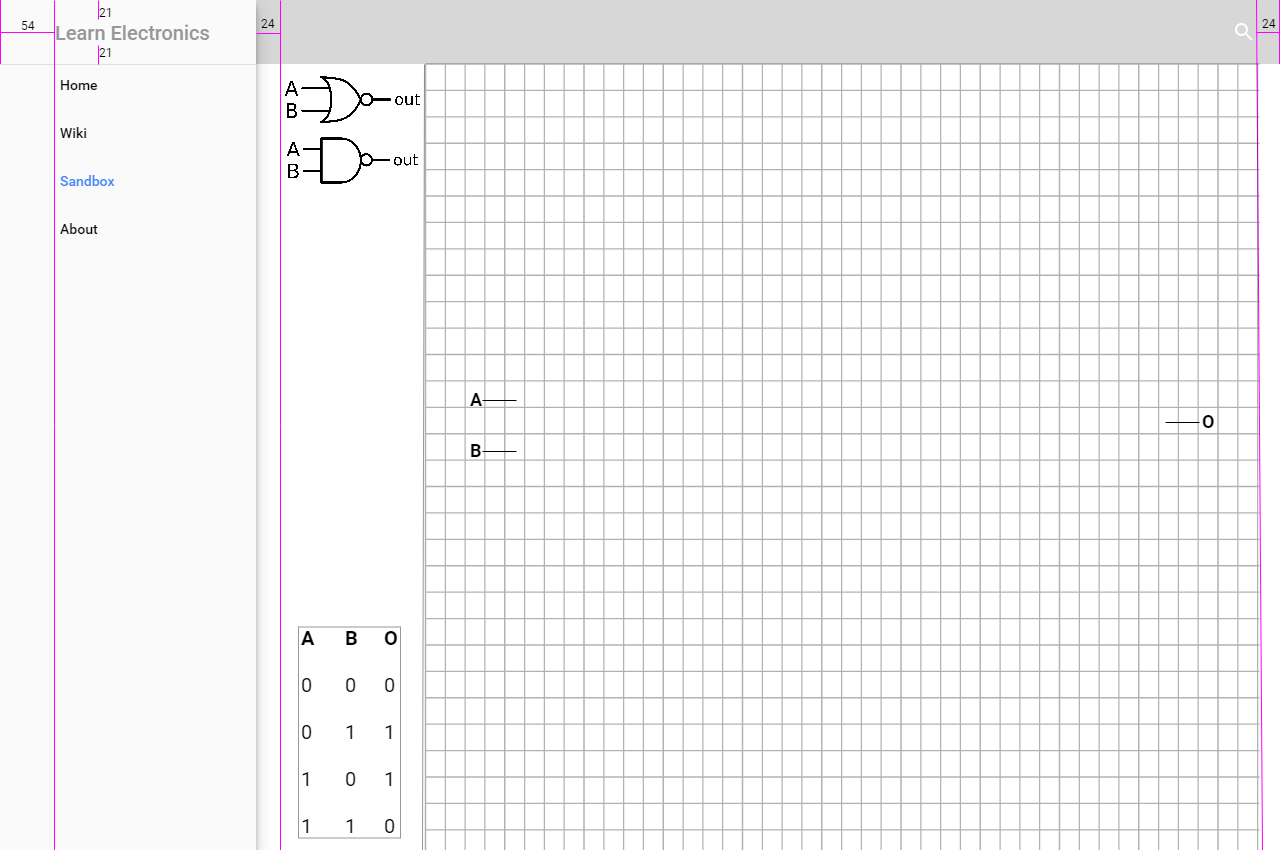 21
54
Learn Electronics
24
24
21
Home
Wiki
Sandbox
About
A
B
out
A
B
out
A
B
O
A B O
0 0 0
0 1 1
1 0 1
1 1 0